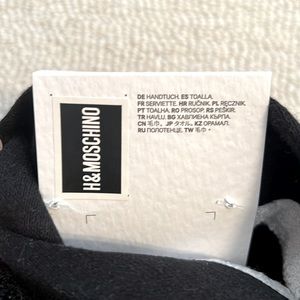 H&MOSCHINO
DE HANDTUCH. ES TOALLA.
FR SERVIETTE. HR RUČNIK. PL RĘCZNIK.
PT TOALHA. RO PROSOP. RS PEŠKIR.
TR HAVLU. BG ХАВЛИЕНА КЪРПА.
CN 毛巾。JP タオル。KZ ОРАМАЛ.
RU ПОЛОТЕНЦЕ. TW 毛巾。